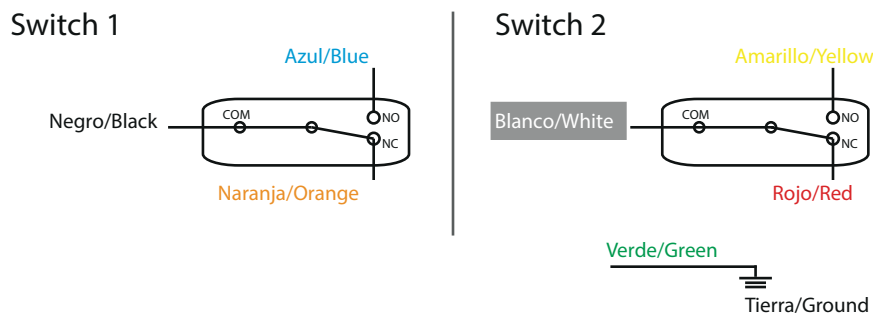 Switch 1
Azul/Blue
Negro/Black
COM
NO
NC
Naranja/Orange
Switch 2
Amarillo/Yellow
Blanco/White
COM
NO
NC
Rojo/Red
Verde/Green
Tierra/Ground